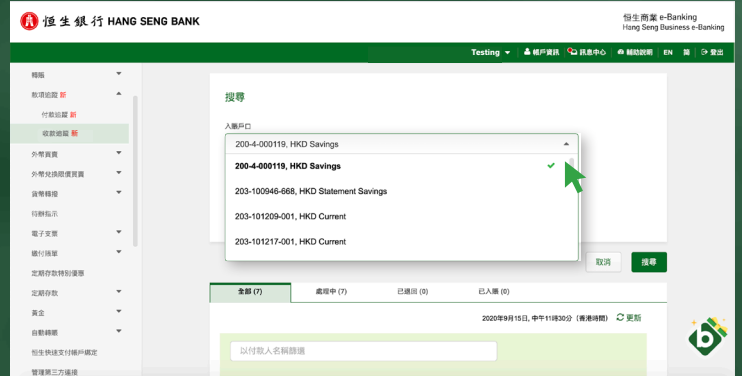 恒生銀行 HANG SENG BANK
恒生商業 e-Banking
Hang Seng Business e-Banking
Testing
帳戶資訊
訊息中心
輔助說明
EN
簡
登出
轉賬
款項追蹤 新
付款追蹤 新
收款追蹤 新
外幣買賣
外幣兌換限價買賣
貨幣轉撥
待辦指示
電子支票
繳付賬單
定期存款特別優惠
定期存款
黃金
自動轉賬
恒生快速支付賬戶綁定
管理第三方連接
搜尋
入賬戶口
200-4-000119, HKD Savings
200-4-000119, HKD Savings
203-100946-668, HKD Statement Savings
203-101209-001, HKD Current
203-101217-001, HKD Current
取消
搜尋
全部 (7)
處理中 (7)
已退回 (0)
已入賬 (0)
2020年9月15日, 中午11時30分 (香港時間)
更新
以付款人名稱篩選
b